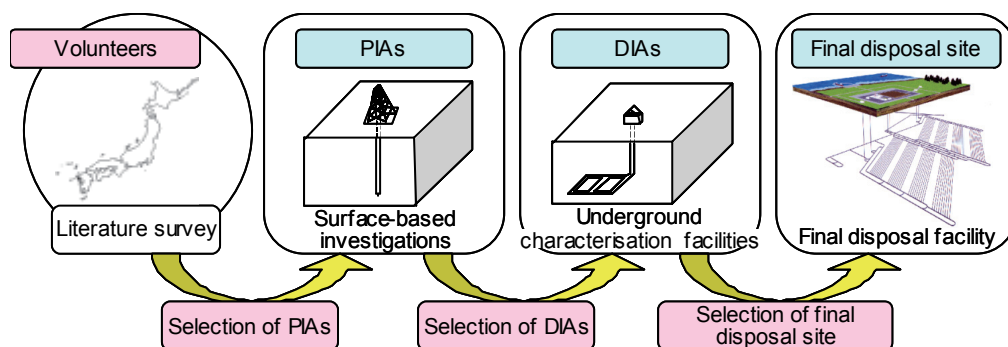 Volunteers
PIAs
DIAs
Final disposal site
Literature survey
Surface-based
investigations
Underground
characterisation facilities
Final disposal facility
Selection of PIAs
Selection of DIAs
Selection of final
disposal site